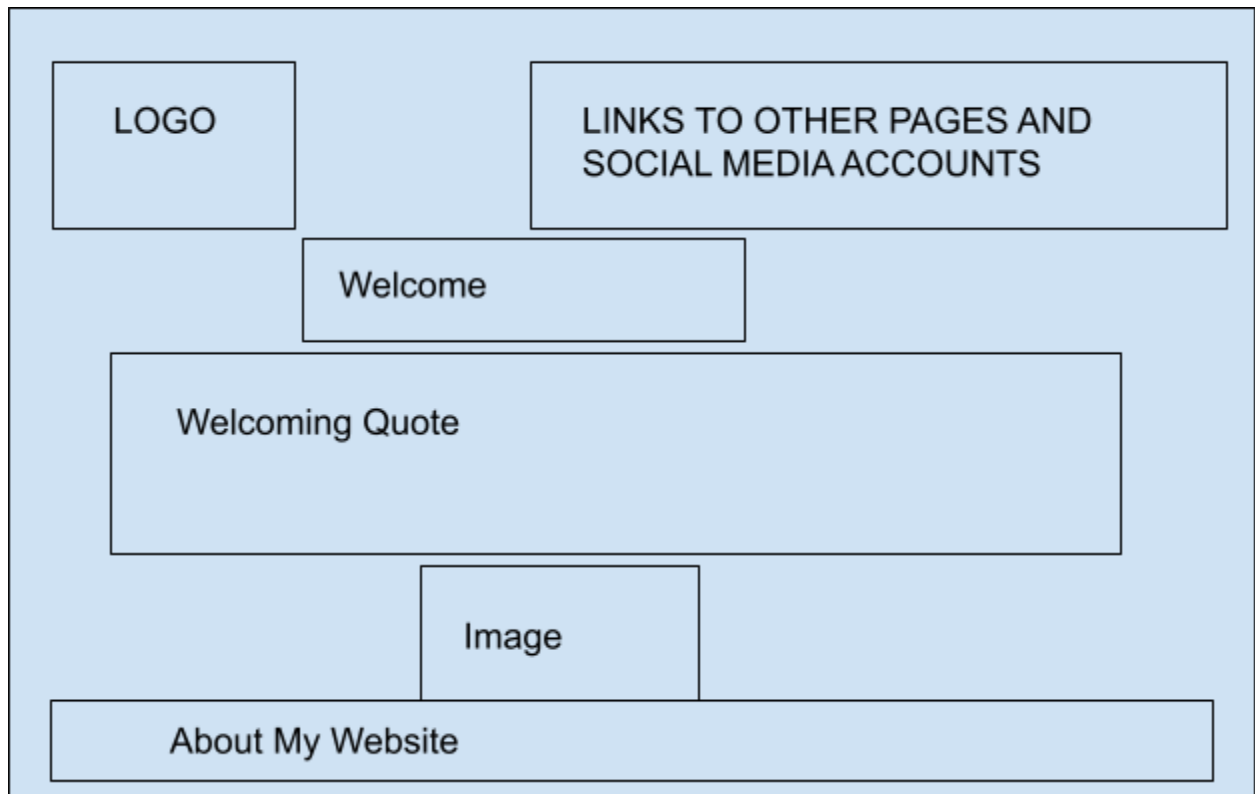 LOGO
LINKS TO OTHER PAGES AND
SOCIAL MEDIA ACCOUNTS
Welcome
Welcoming Quote
Image
About My Website